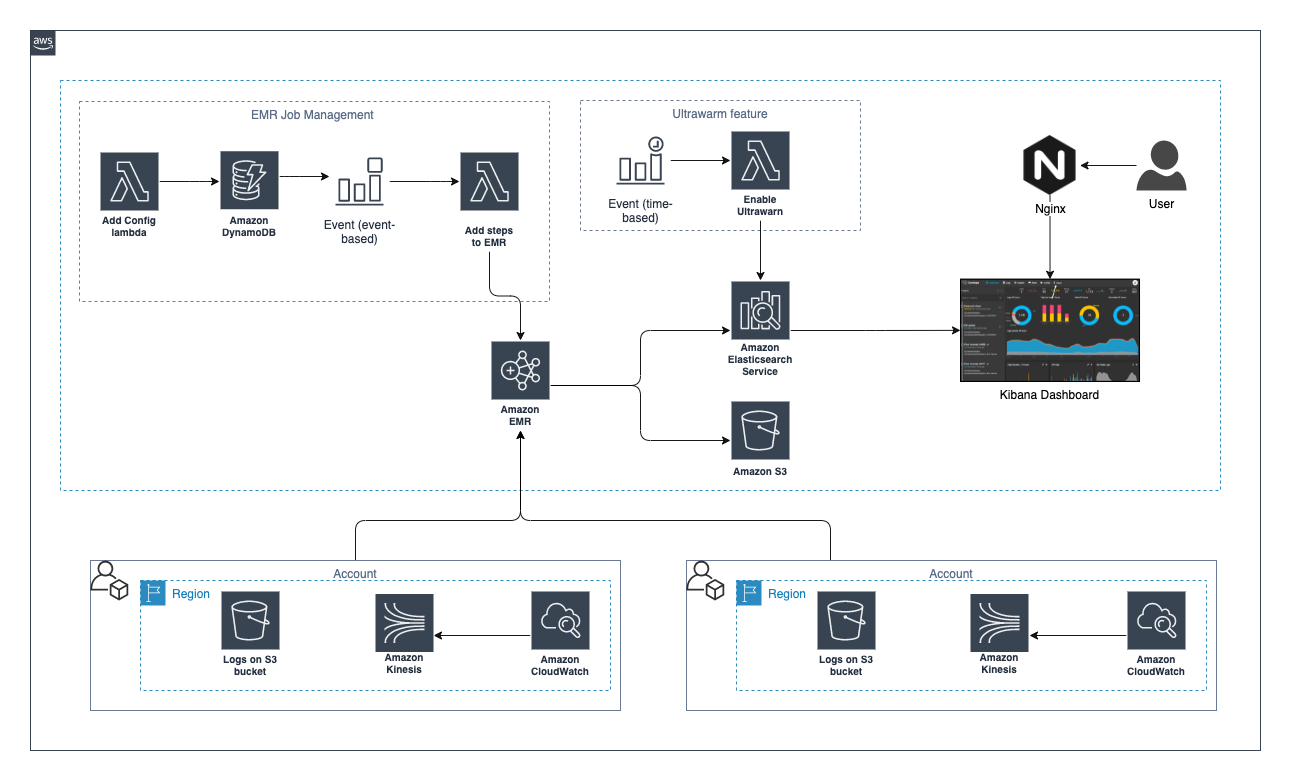 aws
EMR Job Management
Add Config
lambda
Amazon
DynamoDB
Event (event-
based)
Add steps
to EMR
Ultrawarm feature
Event (time-
based)
Enable
Ultrawarn
Nginx
User
Amazon
EMR
Amazon
Elasticsearch
Service
Amazon S3
Kibana Dashboard
Account
Region
Logs on S3
bucket
Amazon
Kinesis
Amazon
CloudWatch
Account
Region
Logs on S3
bucket
Amazon
Kinesis
Amazon
CloudWatch